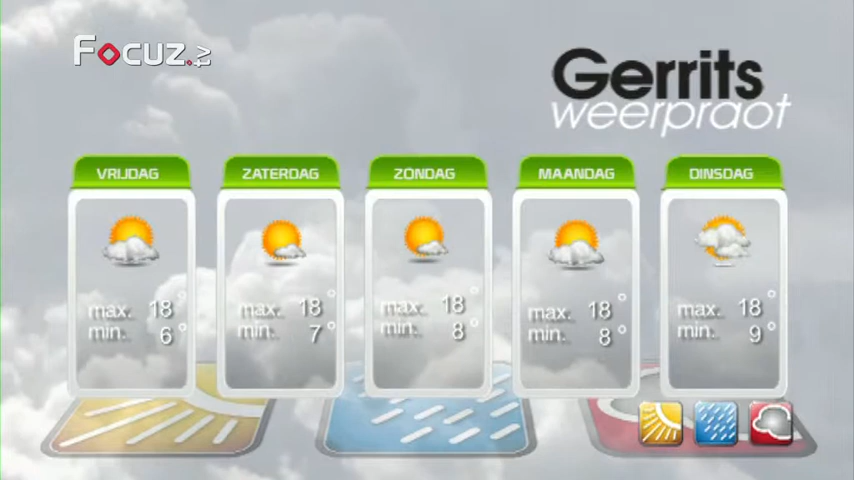 Focuz.tv
Gerrits
weerpraot
VRIJDAG
max. 18°
min. 6°
ZATERDAG
max. 18°
min. 7°
ZONDAG
max. 18°
min. 8°
MAANDAG
max. 18°
min. 8°
DINSDAG
max. 18°
min. 9°